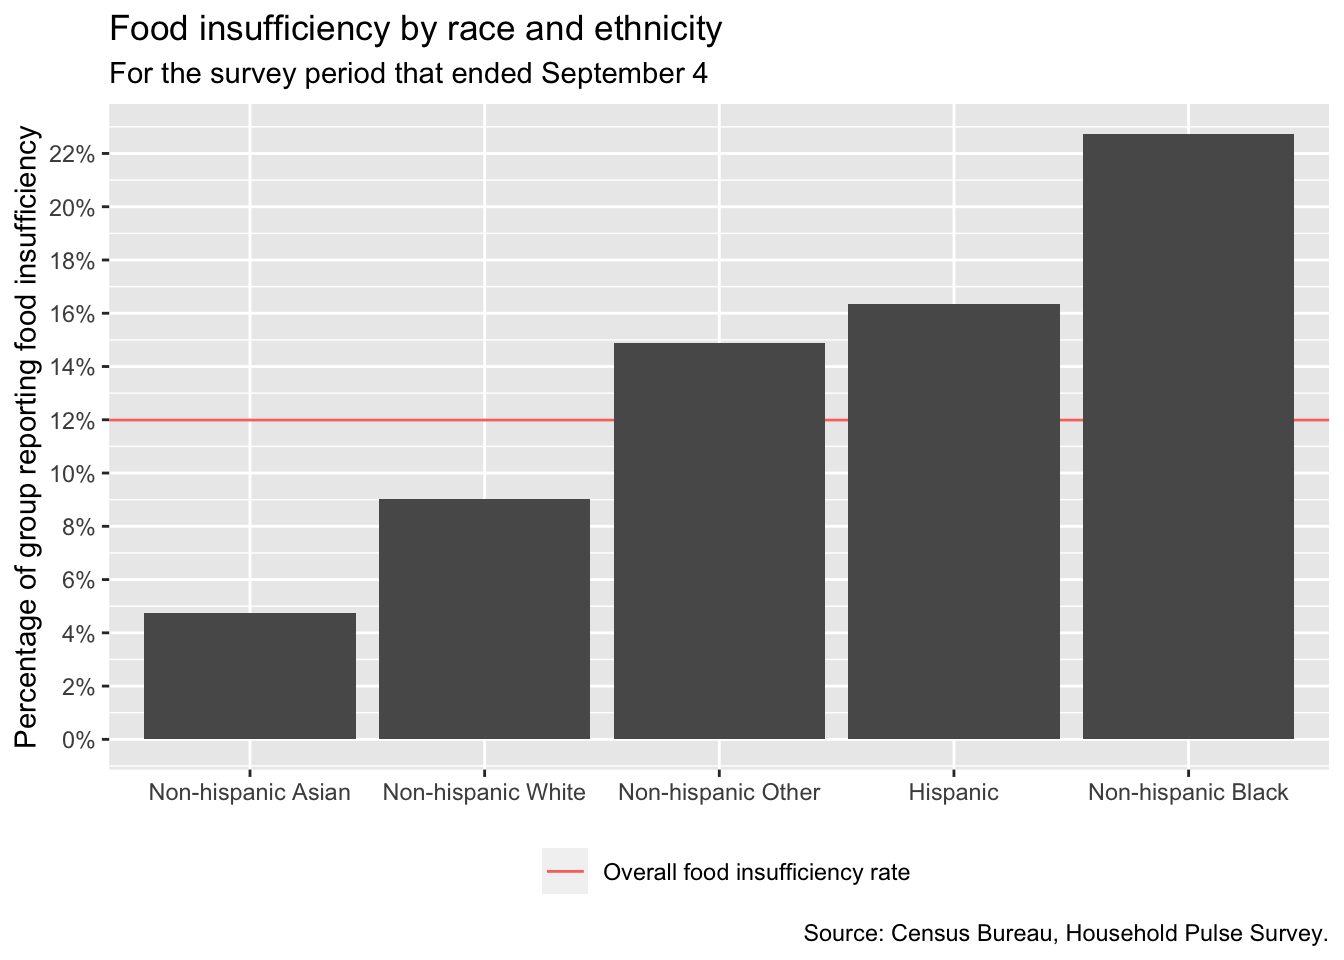 Food insufficiency by race and ethnicity
For the survey period that ended September 4
Percentage of group reporting food insufficiency
22%
20%
18%
16%
14%
12%
10%
8%
6%
4%
2%
0%
Non-hispanic Asian
Non-hispanic White
Non-hispanic Other
Hispanic
Non-hispanic Black
Overall food insufficiency rate
Source: Census Bureau, Household Pulse Survey.